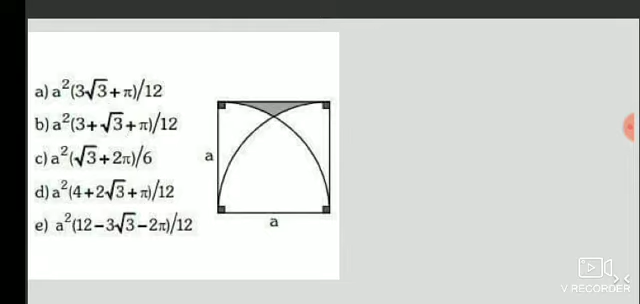 a) a²(3√3+π)/12
b) a²(3+√3+π)/12
c) a²(√3+2π)/6
d) a²(4+2√3+π)/12
e) a²(12-3√3-2π)/12
a
a
V RECORDER